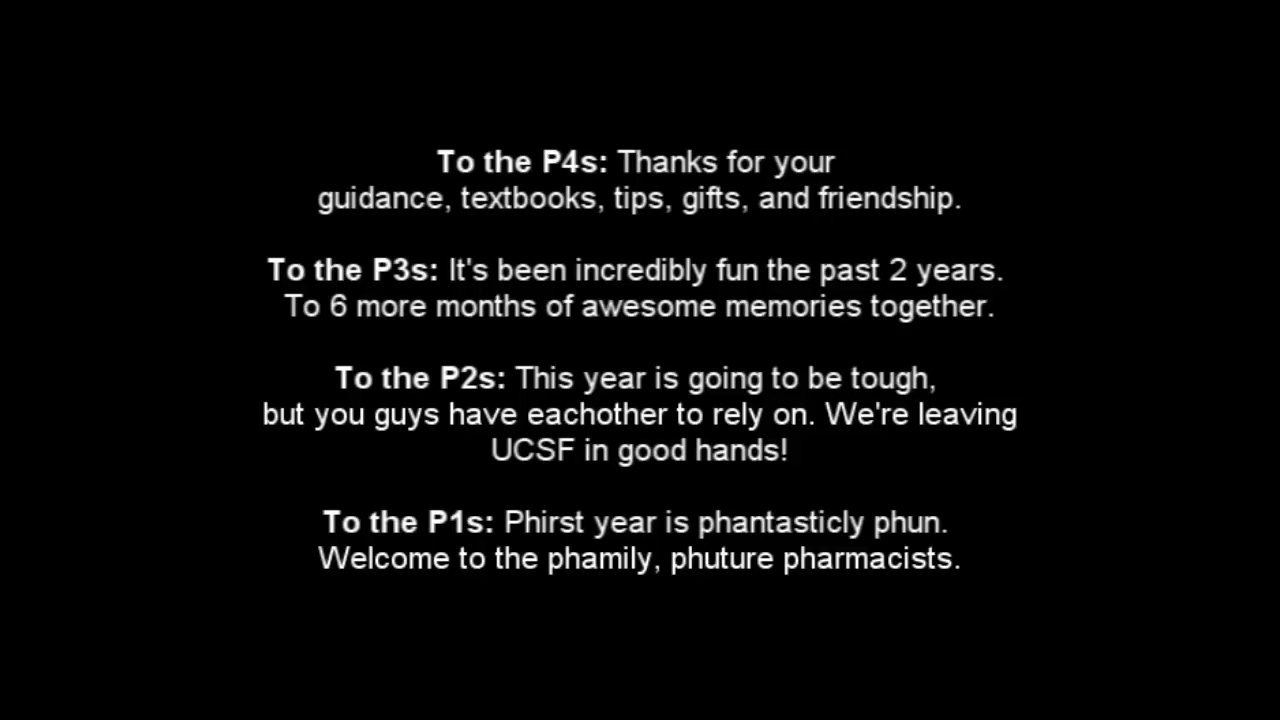 To the P4s: Thanks for your
guidance, textbooks, tips, gifts, and friendship.
To the P3s: It's been incredibly fun the past 2 years.
To 6 more months of awesome memories together.
To the P2s: This year is going to be tough,
but you guys have eachother to rely on. We're leaving
UCSF in good hands!
To the P1s: Phirst year is phantasticly phun.
Welcome to the phamily, phuture pharmacists.